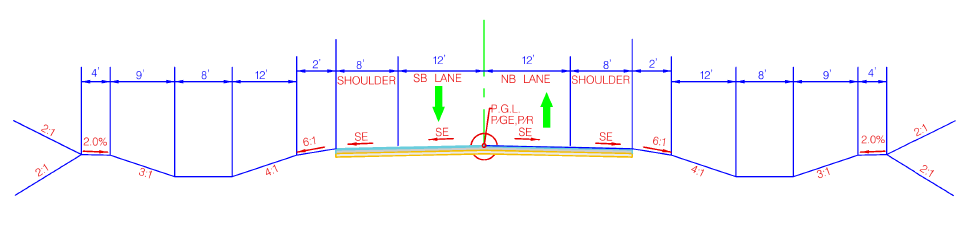 4' 9' 8' 12' 2' 8' 12' 12' 8' 2' 12' 8' 9' 4'
SHOULDER SB LANE NB LANE SHOULDER
P.G.L.
P/GE,P/R
2:1 2.0% 6:1 SE SE SE SE 6:1 2.0% 2:1
2:1 3:1 4:1 4:1 3:1 2:1